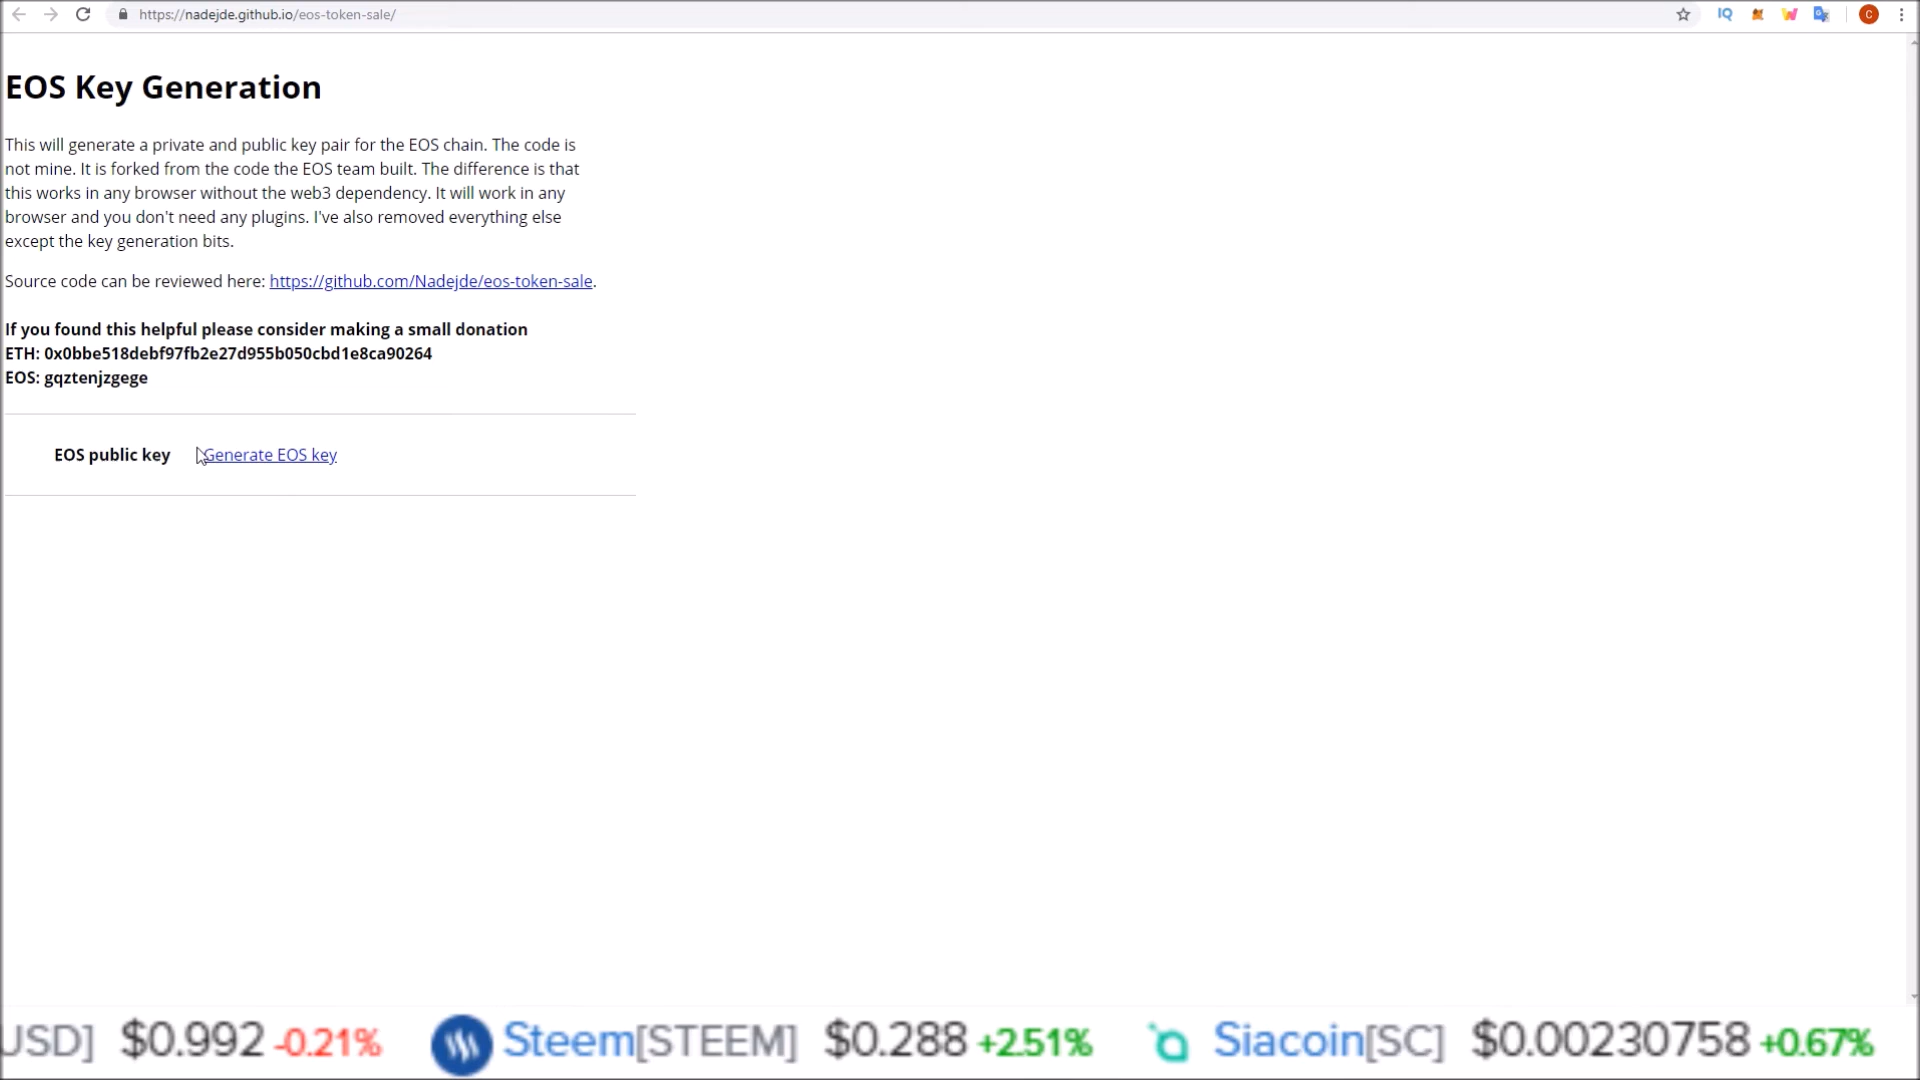 https://nadejde.github.io/eos-token-sale/
IQ
C
EOS Key Generation
This will generate a private and public key pair for the EOS chain. The code is
not mine. It is forked from the code the EOS team built. The difference is that
this works in any browser without the web3 dependency. It will work in any
browser and you don't need any plugins. I've also removed everything else
except the key generation bits.
Source code can be reviewed here: https://github.com/Nadejde/eos-token-sale.
If you found this helpful please consider making a small donation
ETH: 0x0bbe518debf97fb2e27d955b050cbd1e8ca90264
EOS: gqztenjzgege
EOS public key Generate EOS key
USD] $0.992 -0.21% Steem[STEEM] $0.288 +2.51% Siacoin[SC] $0.00230758 +0.67%